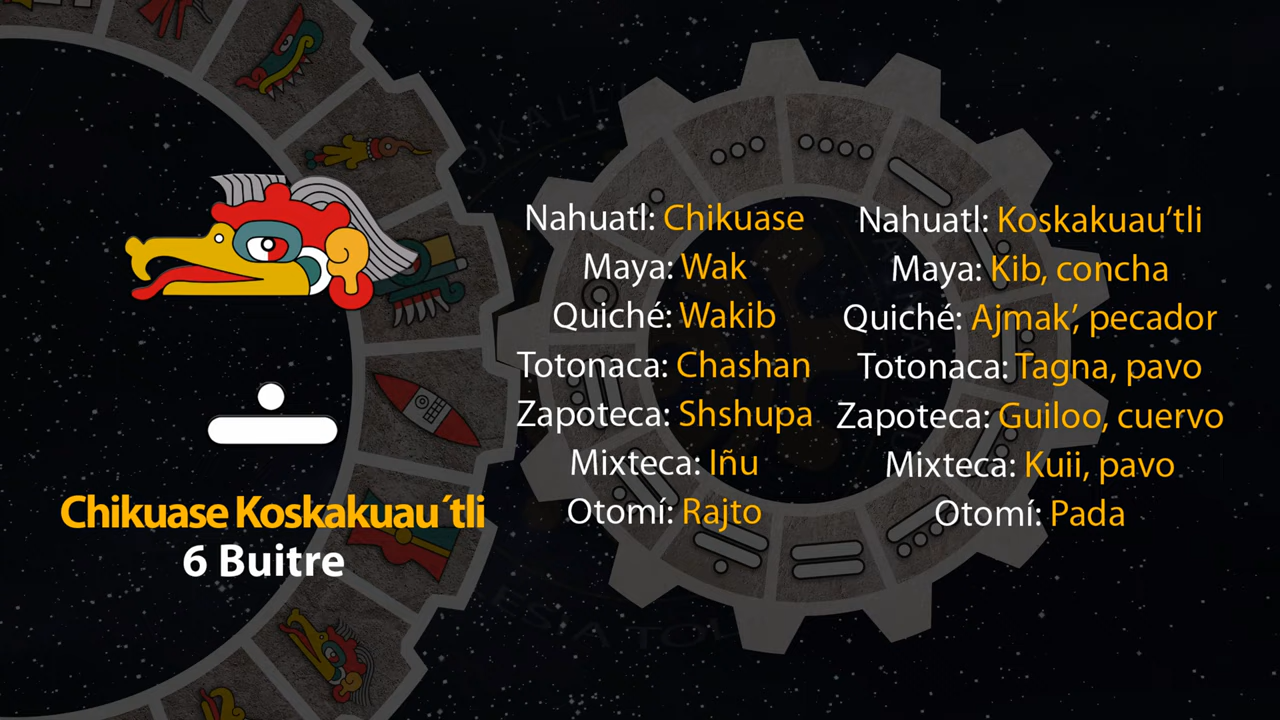 Nahuatl: Chikuase
Maya: Wak
Quiché: Wakib
Totonaca: Chashan
Zapoteca: Shshupa
Mixteca: Iñu
Otomí: Rajto
Nahuatl: Koskakuau’tli
Maya: Kib, concha
Quiché: Ajmak’, pecador
Totonaca: Tagna, pavo
Zapoteca: Guiloo, cuervo
Mixteca: Kuii, pavo
Otomí: Pada
Chikuase Koskakuau´tli
6 Buitre